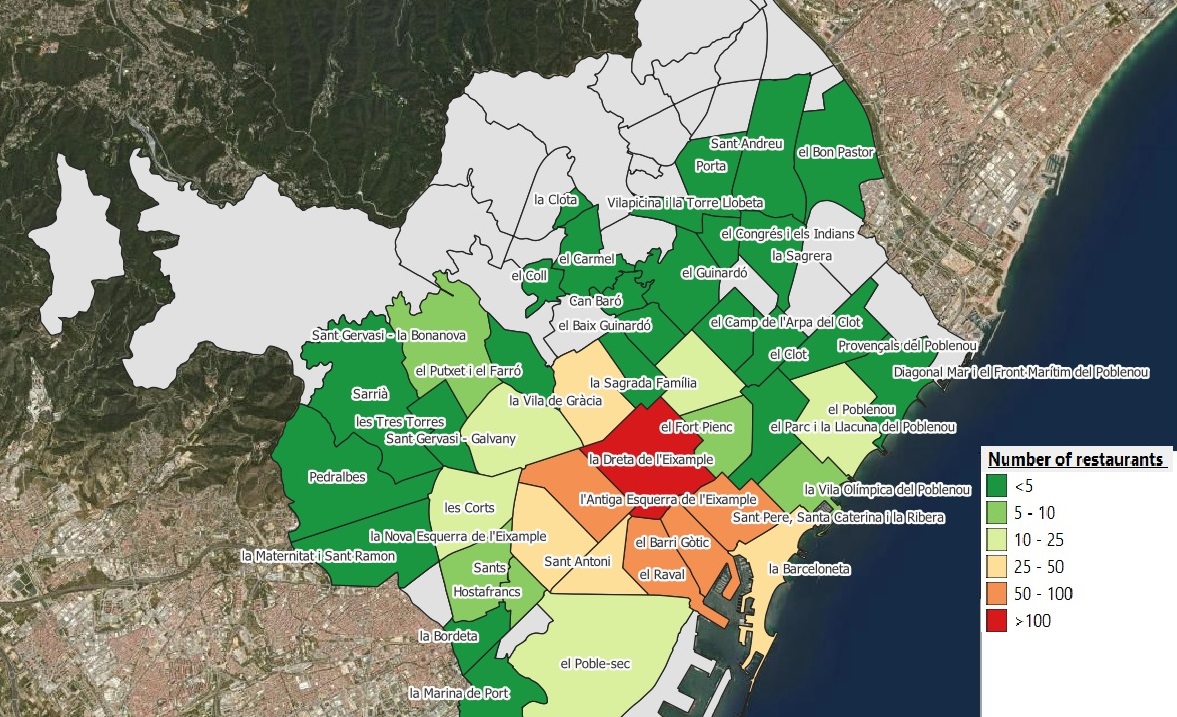 Sant Andreu
el Bon Pastor
Porta
la Clota
Vilapicina i la Torre Llobeta
el Congrés i els Indians
la Sagrera
el Carmel
el Coll
el Guinardó
Can Baró
el Baix Guinardó
el Camp de l'Arpa del Clot
Sant Gervasi - la Bonanova
Provençals del Poblenou
el Clot
el Putxet i el Farró
Diagonal Mar i el Front Marítim del Poblenou
la Sagrada Família
Sarrià
la Vila de Gràcia
el Poblenou
les Tres Torres
el Fort Pienc
el Parc i la Llacuna del Poblenou
Sant Gervasi - Galvany
la Dreta de l'Eixample
Pedralbes
la Vila Olímpica del Poblenou
l'Antiga Esquerra de l'Eixample
les Corts
Sant Pere, Santa Caterina i la Ribera
la Nova Esquerra de l'Eixample
el Barri Gòtic
la Maternitat i Sant Ramon
Sant Antoni
Sants
la Barceloneta
el Raval
Hostafrancs
la Bordeta
el Poble-sec
la Marina de Port
Number of restaurants
<5
5 - 10
10 - 25
25 - 50
50 - 100
>100